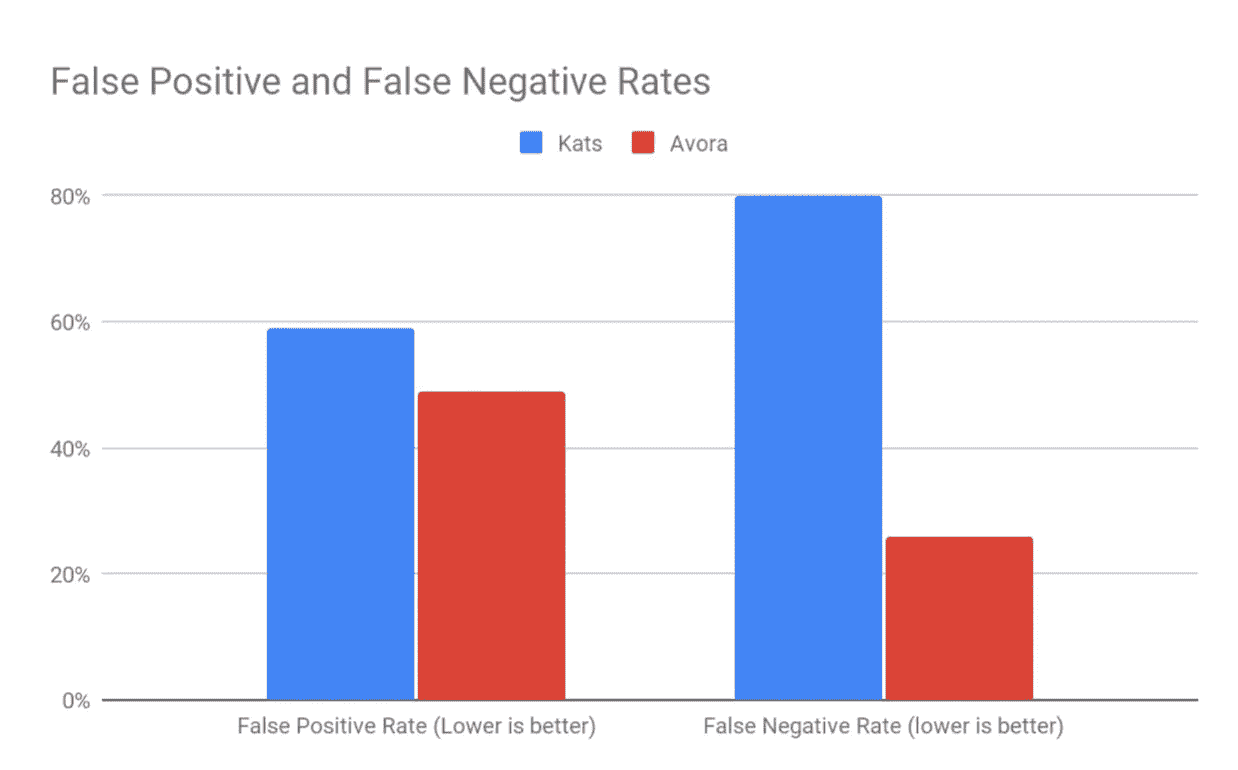 False Positive and False Negative Rates
Kats Avora
80%
60%
40%
20%
0%
False Positive Rate (Lower is better) False Negative Rate (lower is better)